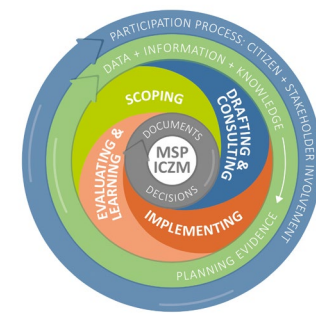 PARTICIPATION PROCESS: CITIZEN + STAKEHOLDER INVOLVEMENT
DATA + INFORMATION + KNOWLEDGE
PLANNING EVIDENCE
SCOPING
DRAFTING &
CONSULTING
IMPLEMENTING
EVALUATING &
LEARNING
DOCUMENTS
MSP
ICZM
DECISIONS